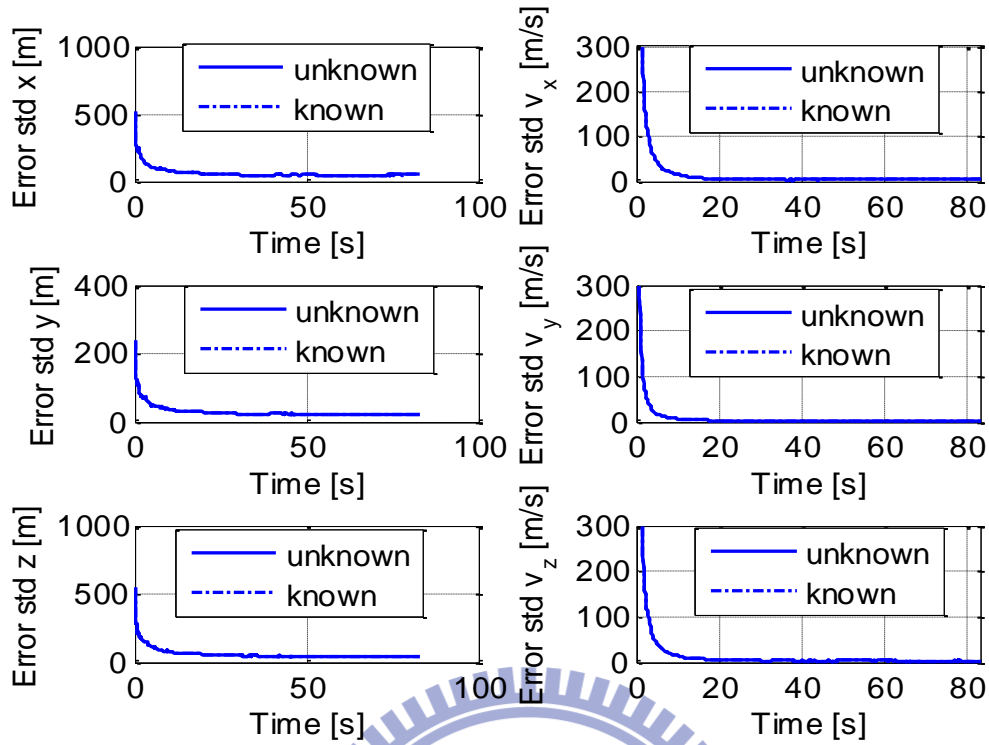 Error std x [m]
1000
500
0
unknown
known
0
50
100
Time [s]
Error std v_x [m/s]
300
200
100
0
unknown
known
0
20
40
60
80
Time [s]
Error std y [m]
400
200
0
unknown
known
0
50
100
Time [s]
Error std v_y [m/s]
300
200
100
0
unknown
known
0
20
40
60
80
Time [s]
Error std z [m]
1000
500
0
unknown
known
0
50
100
Time [s]
Error std v_z [m/s]
300
200
100
0
unknown
known
0
20
40
60
80
Time [s]